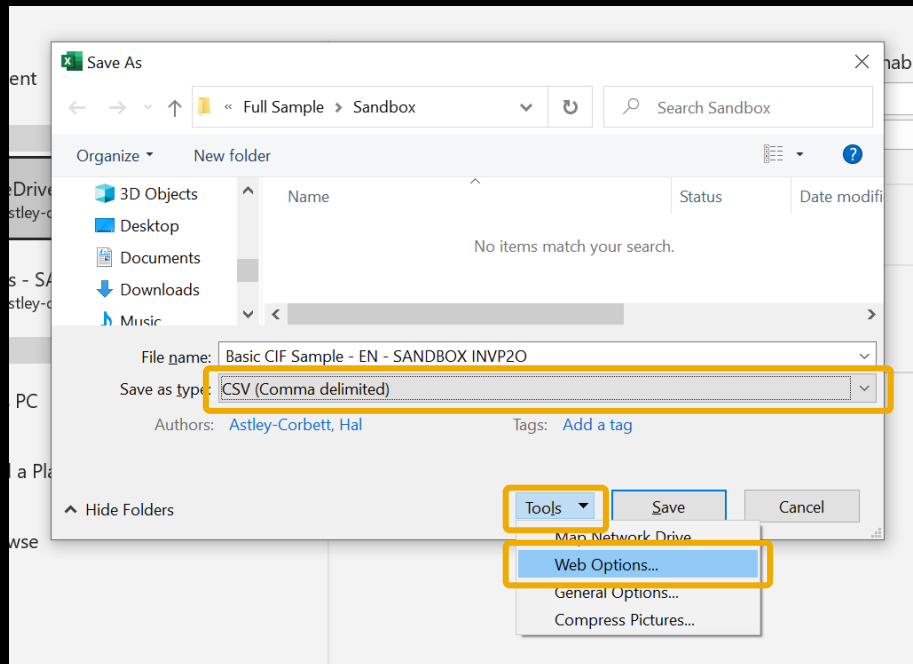 Save As
ent
nab
« Full Sample > Sandbox
Search Sandbox
Organize
New folder
?
eDrive
stley-c
3D Objects
Name
Status
Date modifi
Desktop
No items match your search.
Documents
s - SA
stley-c
Downloads
Music
File name: Basic CIF Sample - EN - SANDBOX INVP2O
Save as type: CSV (Comma delimited)
PC
Authors: Astley-Corbett, Hal
Tags: Add a tag
l a Pla
Hide Folders
Tools
Save
Cancel
wse
Map Network Drive
Web Options...
General Options...
Compress Pictures...